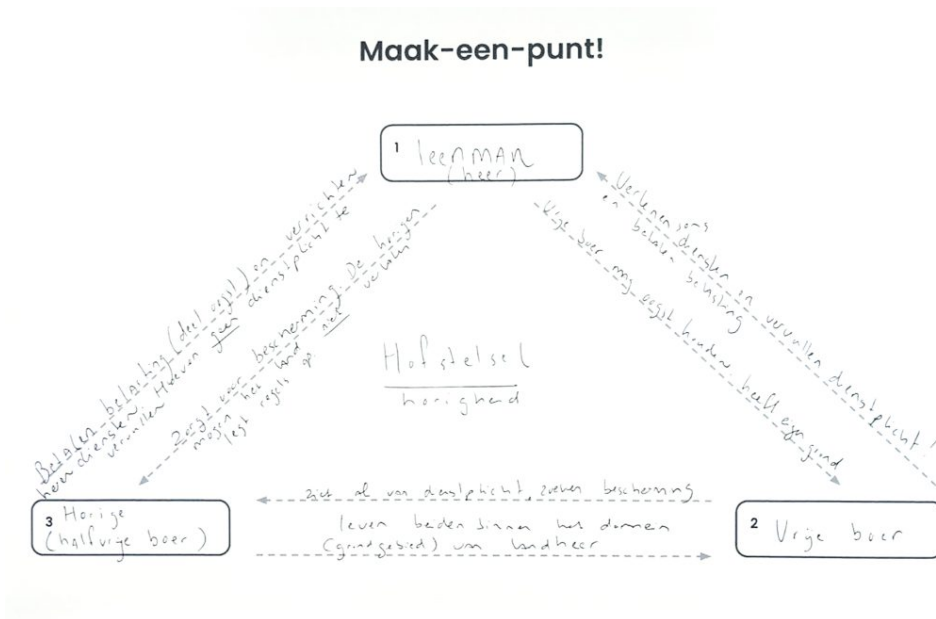 Maak-een-punt!
1 leenMAN
(heer)
Betalen belasting (deel oogst) en verrichten
herendiensten. Hoeven geen dienstplicht te
vervullen
Zorgt voor bescherming. De horigen
mogen het land niet verlaten
legt regels op.
Vrije boer mag oogst houden, heeft eigen grond
Verlenen soms
diensten en vervullen dienstplicht!
en betalen belasting
Hofstelsel
horigheid
ziet af van dienstplicht, zoeken bescherming
leven beiden binnen het domein
(grondgebied) van landheer
3 Horige
(halfvrije boer)
2 Vrije boer